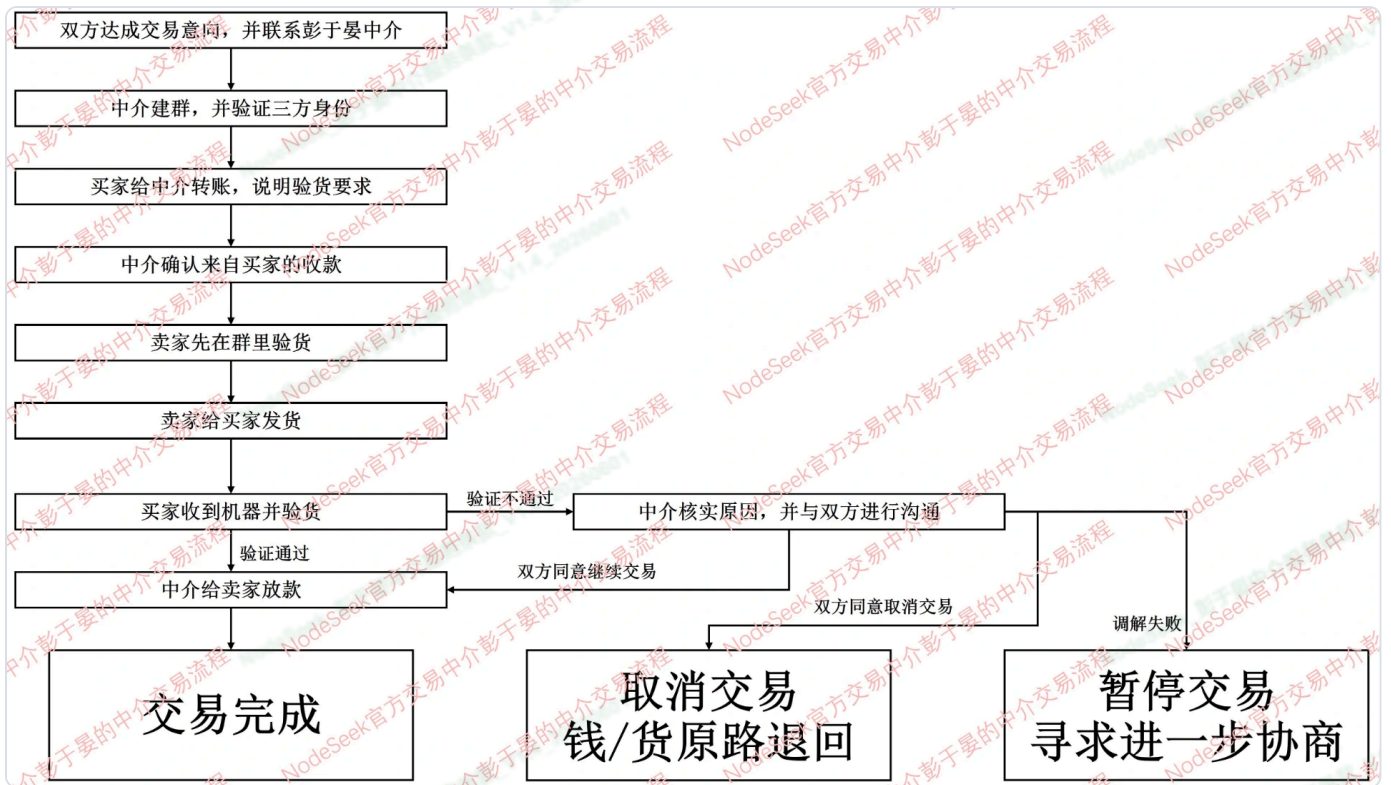 双方达成交易意向，并联系彭于晏中介
中介建群，并验证三方身份
买家给中介转账，说明验货要求
中介确认来自买家的收款
卖家先在群里验货
卖家给买家发货
买家收到机器并验货
验证不通过
中介核实原因，并与双方进行沟通
验证通过
双方同意继续交易
中介给卖家放款
双方同意取消交易
调解失败
交易完成
取消交易
钱/货原路退回
暂停交易
寻求进一步协商
NodeSeek官方交易中介彭于晏的中介交易流程